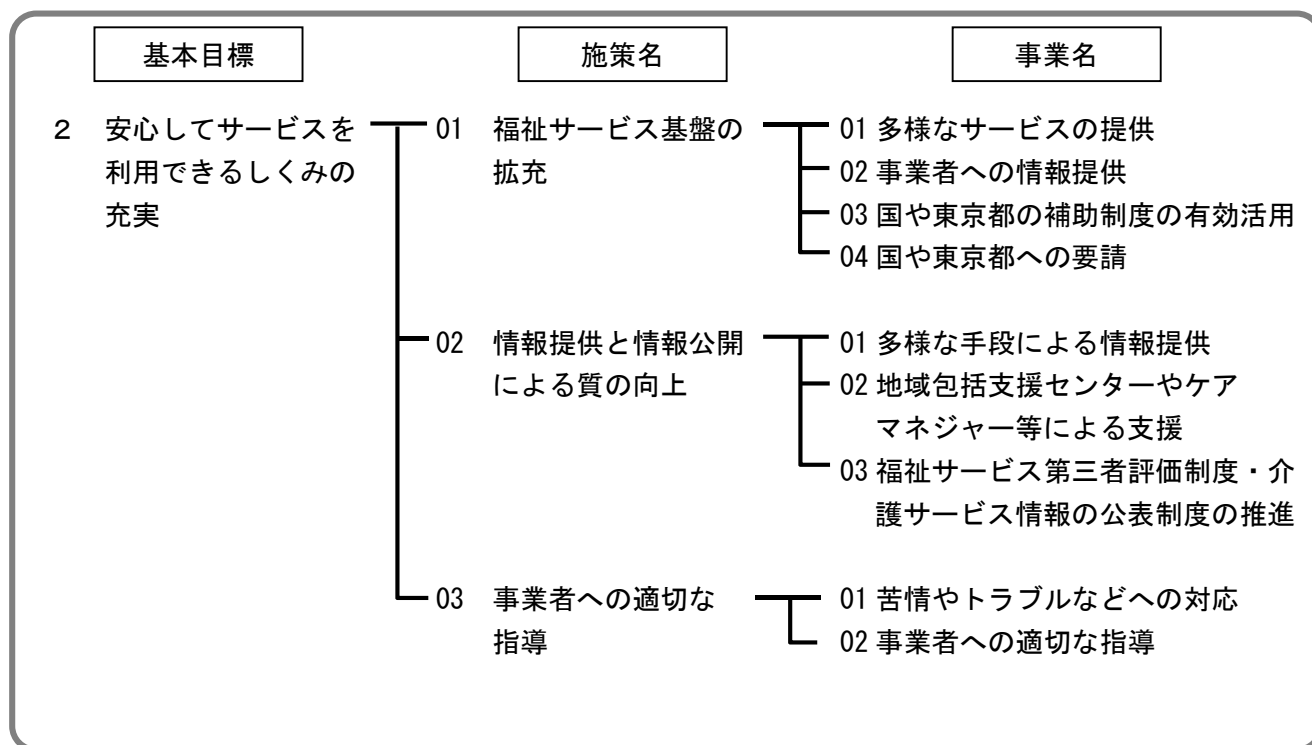 基本目標
施策名
事業名
2 安心してサービスを
利用できるしくみの
充実
01 福祉サービス基盤の
拡充
01 多様なサービスの提供
02 事業者への情報提供
03 国や東京都の補助制度の有効活用
04 国や東京都への要請
02 情報提供と情報公開
による質の向上
01 多様な手段による情報提供
02 地域包括支援センターやケア
マネジャー等による支援
03 福祉サービス第三者評価制度・介
護サービス情報の公表制度の推進
03 事業者への適切な
指導
01 苦情やトラブルなどへの対応
02 事業者への適切な指導